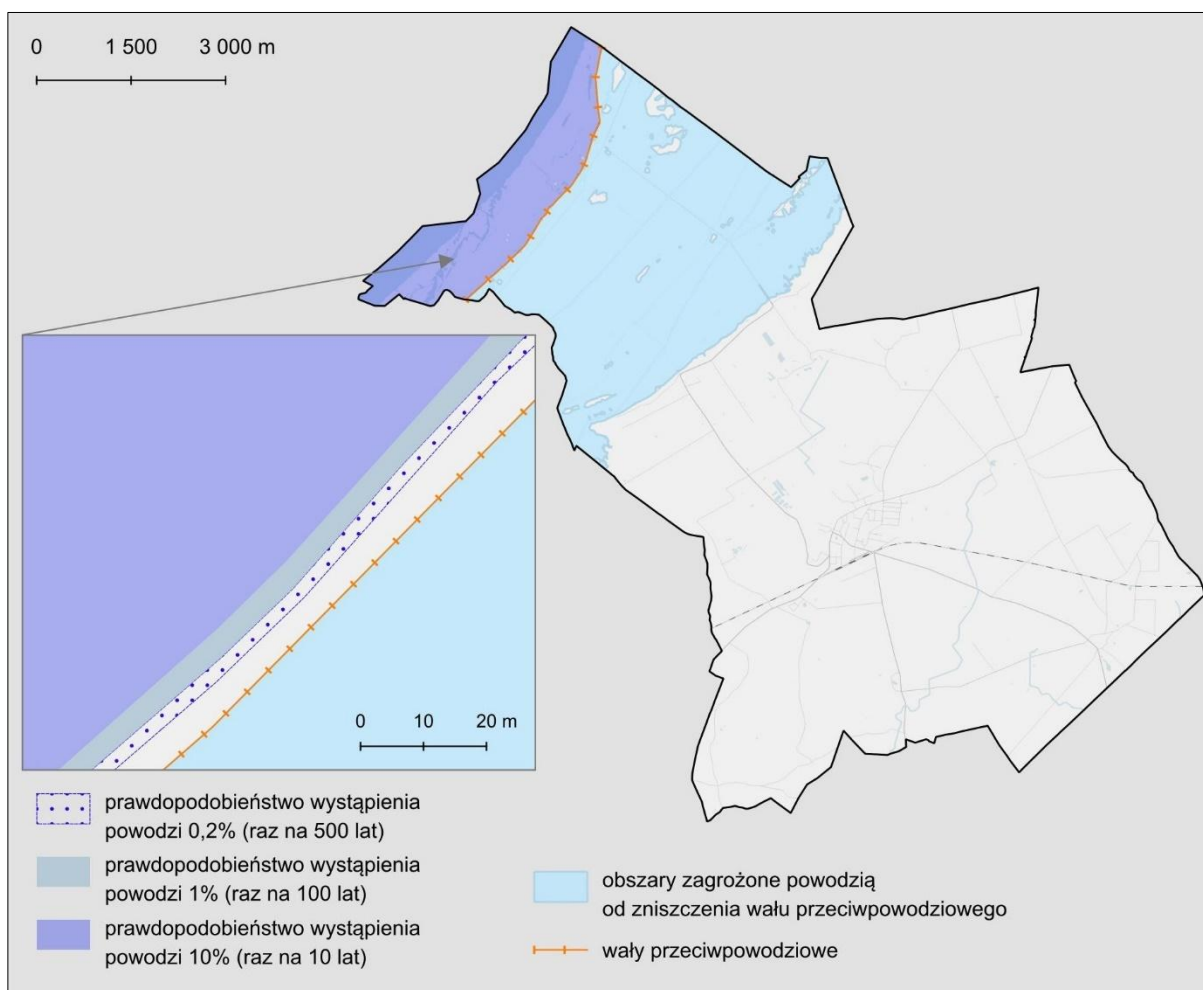 0 1 500 3 000 m
0 10 20 m
prawdopodobieństwo wystąpienia
powodzi 0,2% (raz na 500 lat)
prawdopodobieństwo wystąpienia
powodzi 1% (raz na 100 lat)
prawdopodobieństwo wystąpienia
powodzi 10% (raz na 10 lat)
obszary zagrożone powodzią
od zniszczenia wału przeciwpowodziowego
wały przeciwpowodziowe